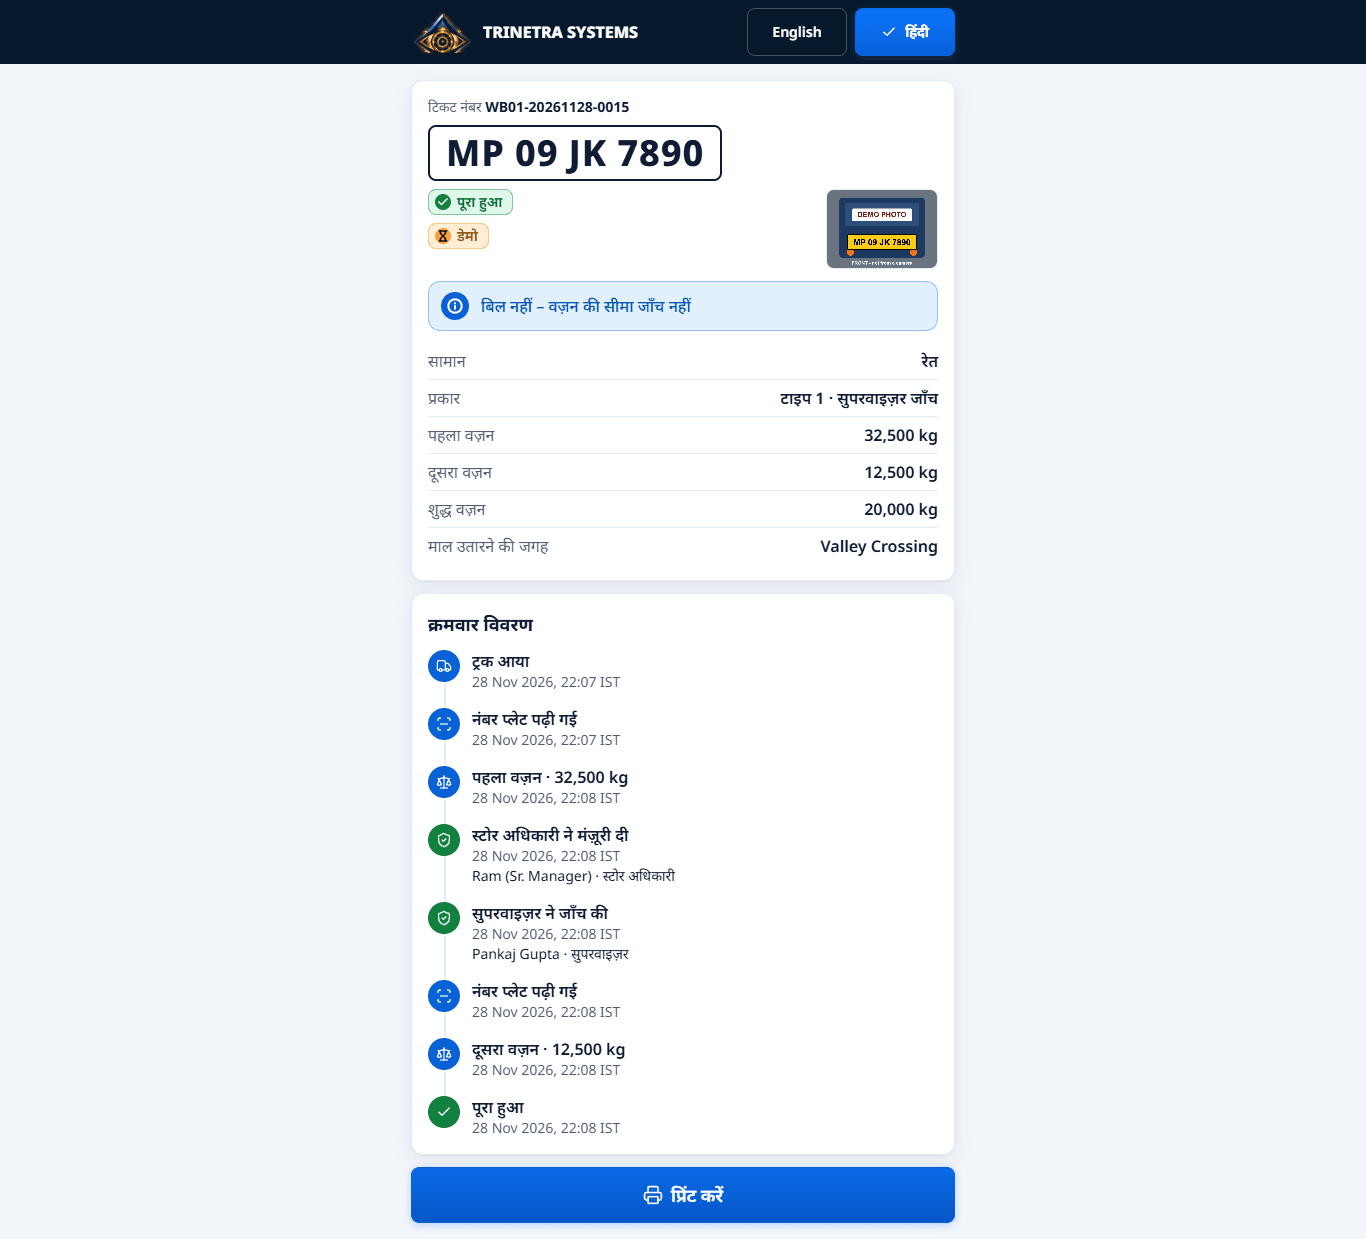 TRINETRA SYSTEMS
English
हिंदी
टिकट नंबर WB01-20261128-0015
MP 09 JK 7890
पूरा हुआ
डेमो
DEMO PHOTO
MP 09 JK 7890
FRONT - not from a camera
बिल नहीं – वज़न की सीमा जाँच नहीं
सामान रेत
प्रकार टाइप 1 · सुपरवाइज़र जाँच
पहला वज़न 32,500 kg
दूसरा वज़न 12,500 kg
शुद्ध वज़न 20,000 kg
माल उतारने की जगह Valley Crossing
क्रमवार विवरण
ट्रक आया
28 Nov 2026, 22:07 IST
नंबर प्लेट पढ़ी गई
28 Nov 2026, 22:07 IST
पहला वज़न · 32,500 kg
28 Nov 2026, 22:08 IST
स्टोर अधिकारी ने मंज़ूरी दी
28 Nov 2026, 22:08 IST
Ram (Sr. Manager) · स्टोर अधिकारी
सुपरवाइज़र ने जाँच की
28 Nov 2026, 22:08 IST
Pankaj Gupta · सुपरवाइज़र
नंबर प्लेट पढ़ी गई
28 Nov 2026, 22:08 IST
दूसरा वज़न · 12,500 kg
28 Nov 2026, 22:08 IST
पूरा हुआ
28 Nov 2026, 22:08 IST
प्रिंट करें